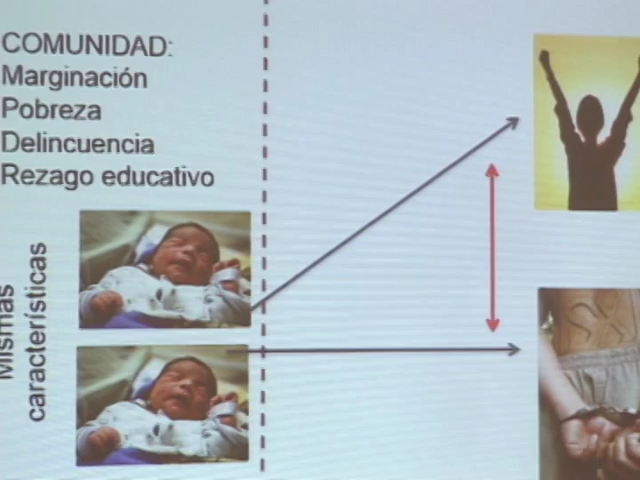 COMUNIDAD:
Marginación
Pobreza
Delincuencia
Rezago educativo
Mismas
características